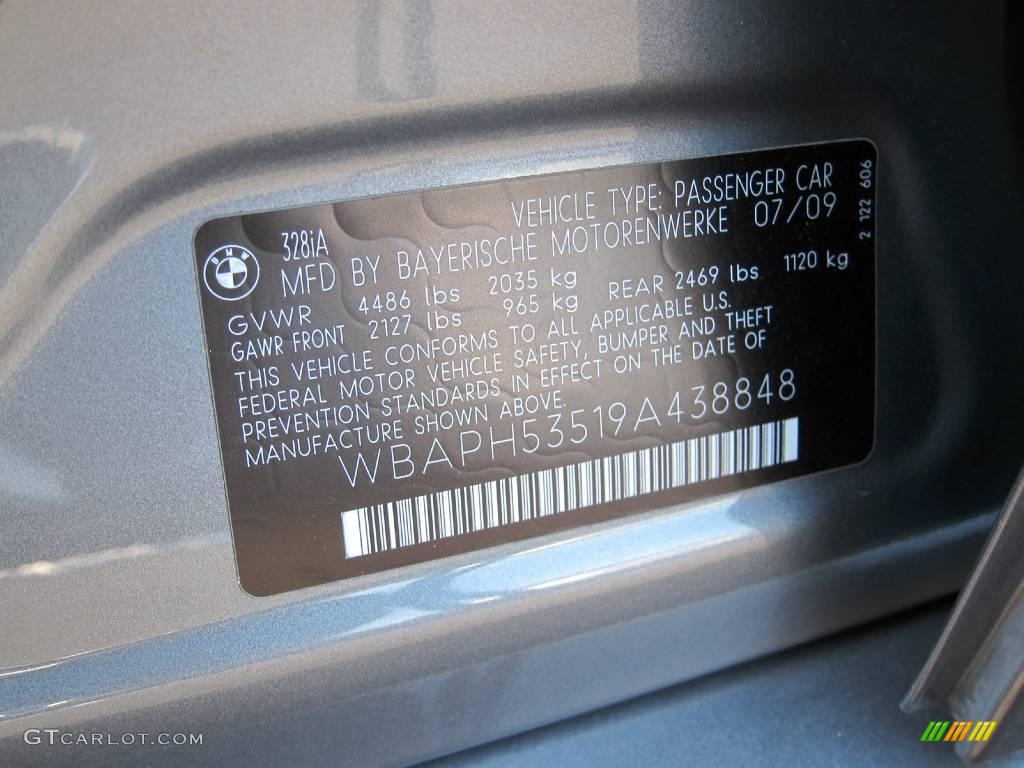 VEHICLE TYPE: PASSENGER CAR
328iA
MFD BY BAYERISCHE MOTORENWERKE 07/09
GVWR 4486 lbs 2035 kg
GAWR FRONT 2127 lbs 965 kg REAR 2469 lbs 1120 kg
THIS VEHICLE CONFORMS TO ALL APPLICABLE U.S.
FEDERAL MOTOR VEHICLE SAFETY, BUMPER AND THEFT
PREVENTION STANDARDS IN EFFECT ON THE DATE OF
MANUFACTURE SHOWN ABOVE.
WBAPH53519A438848
2 122 606
BMW
GTCARLOT.COM